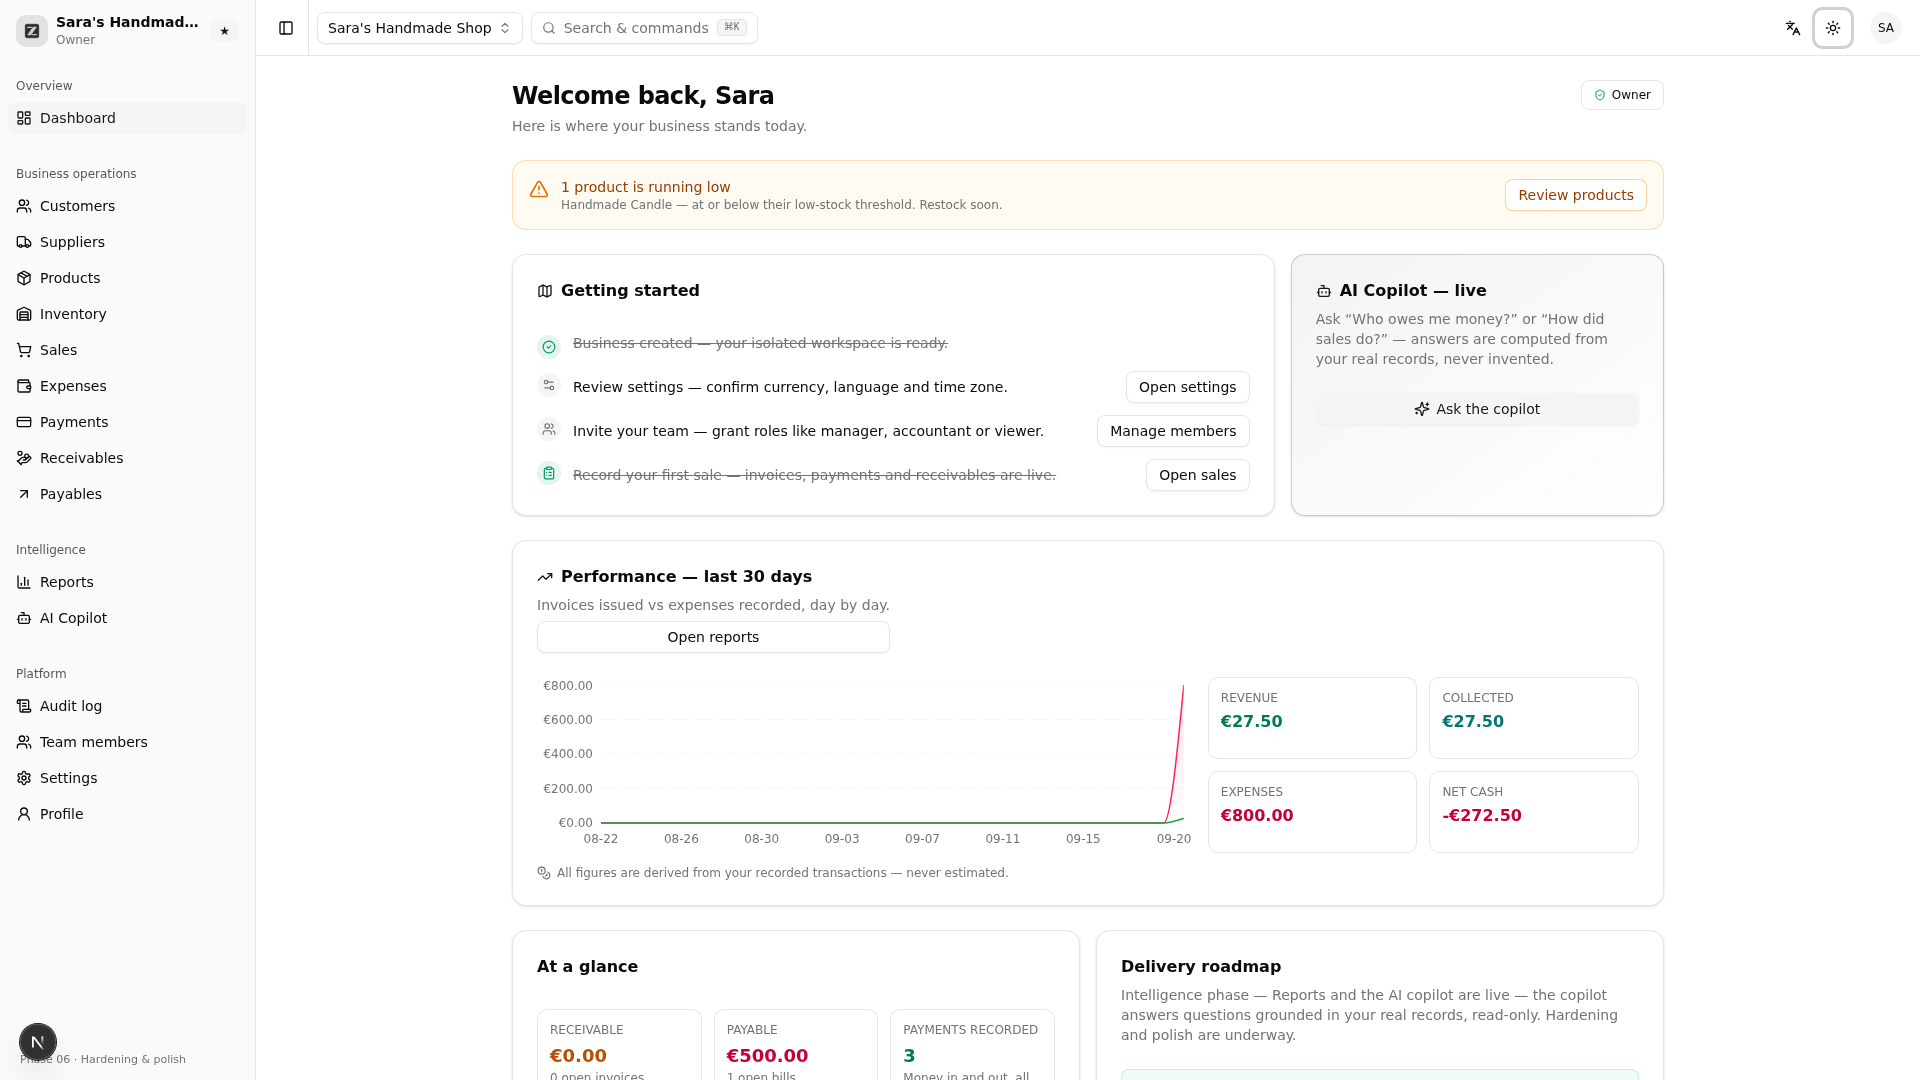 Sara's Handmad...
Owner
★
Overview
Dashboard
Business operations
Customers
Suppliers
Products
Inventory
Sales
Expenses
Payments
Receivables
Payables
Intelligence
Reports
AI Copilot
Platform
Audit log
Team members
Settings
Profile
N
Phase 06 · Hardening & polish
Sara's Handmade Shop
Search & commands ⌘K
SA
Welcome back, Sara
Owner
Here is where your business stands today.
1 product is running low
Handmade Candle — at or below their low-stock threshold. Restock soon.
Review products
Getting started
Business created — your isolated workspace is ready.
Review settings — confirm currency, language and time zone.
Open settings
Invite your team — grant roles like manager, accountant or viewer.
Manage members
Record your first sale — invoices, payments and receivables are live.
Open sales
AI Copilot — live
Ask “Who owes me money?” or “How did
sales do?” — answers are computed from
your real records, never invented.
Ask the copilot
Performance — last 30 days
Invoices issued vs expenses recorded, day by day.
Open reports
€800.00
€600.00
€400.00
€200.00
€0.00
08-22 08-26 08-30 09-03 09-07 09-11 09-15 09-20
REVENUE
€27.50
COLLECTED
€27.50
EXPENSES
€800.00
NET CASH
-€272.50
All figures are derived from your recorded transactions — never estimated.
At a glance
RECEIVABLE
€0.00
0 open invoices
PAYABLE
€500.00
1 open bills
PAYMENTS RECORDED
3
Money in and out, all
Delivery roadmap
Intelligence phase — Reports and the AI copilot are live — the copilot
answers questions grounded in your real records, read-only. Hardening
and polish are underway.